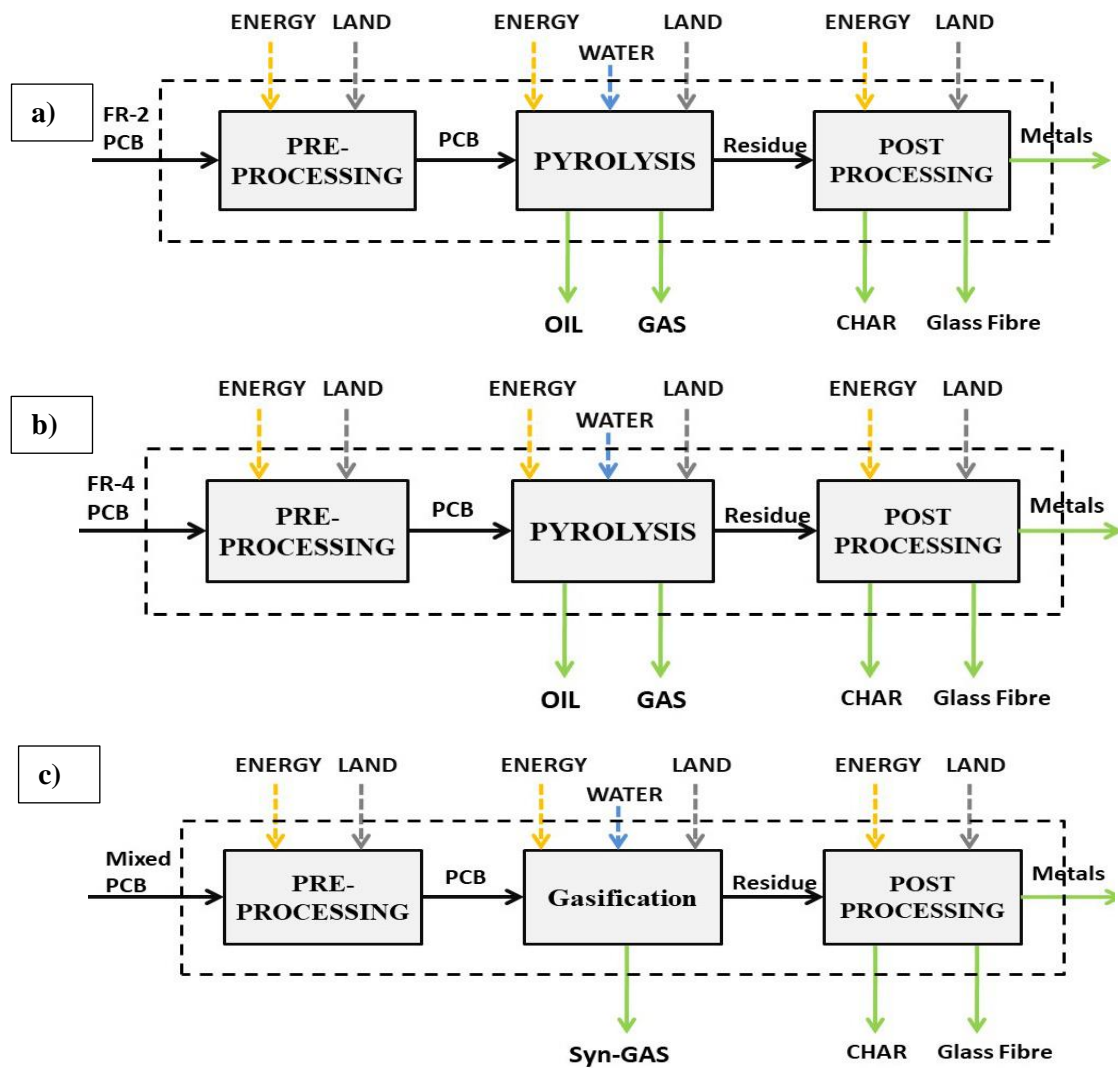 ENERGY LAND ENERGY LAND ENERGY LAND
WATER
a)
FR-2
PCB
PRE-
PROCESSING
PCB
PYROLYSIS
Residue
POST
PROCESSING
Metals
OIL GAS CHAR Glass Fibre
ENERGY LAND ENERGY LAND ENERGY LAND
WATER
b)
FR-4
PCB
PRE-
PROCESSING
PCB
PYROLYSIS
Residue
POST
PROCESSING
Metals
OIL GAS CHAR Glass Fibre
c)
ENERGY LAND ENERGY LAND ENERGY LAND
WATER
Mixed
PCB
PRE-
PROCESSING
PCB
Gasification
Residue
POST
PROCESSING
Metals
Syn-GAS CHAR Glass Fibre